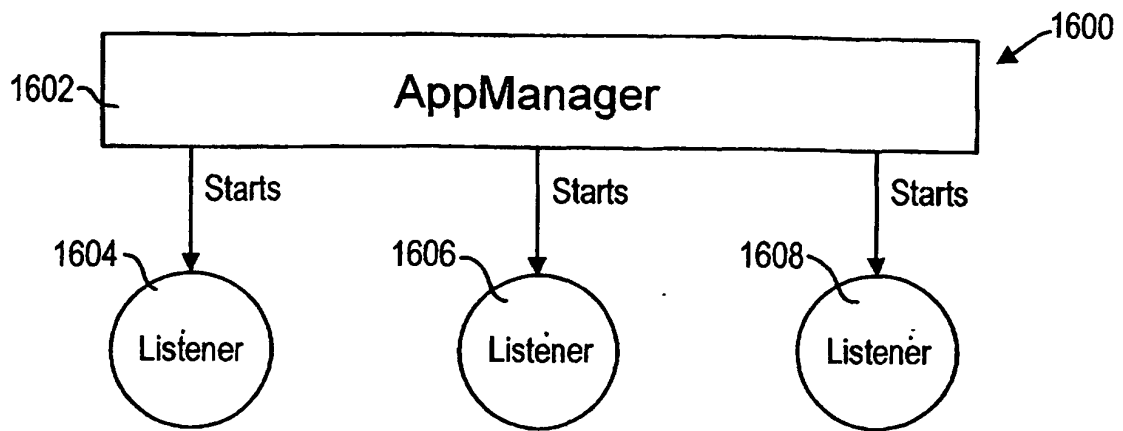 1600
1602
AppManager
Starts
Starts
Starts
1604
1606
1608
Listener
Listener
Listener